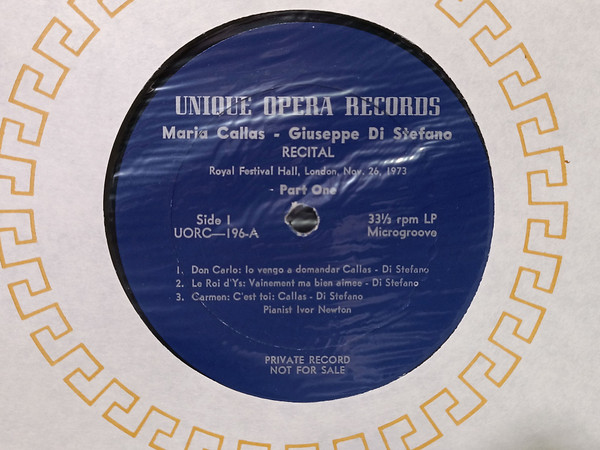 UNIQUE OPERA RECORDS
Maria Callas - Giuseppe Di Stefano
RECITAL
Royal Festival Hall, London, Nov. 26, 1973
- Part One
Side 1
UORC—196-A
33⅓ rpm LP
Microgroove
1. Don Carlo: Io vengo a domandar Callas - Di Stefano
2. Le Roi d'Ys: Vainement ma bien aimee - Di Stefano
3. Carmen: C'est toi: Callas - Di Stefano
Pianist Ivor Newton
PRIVATE RECORD
NOT FOR SALE